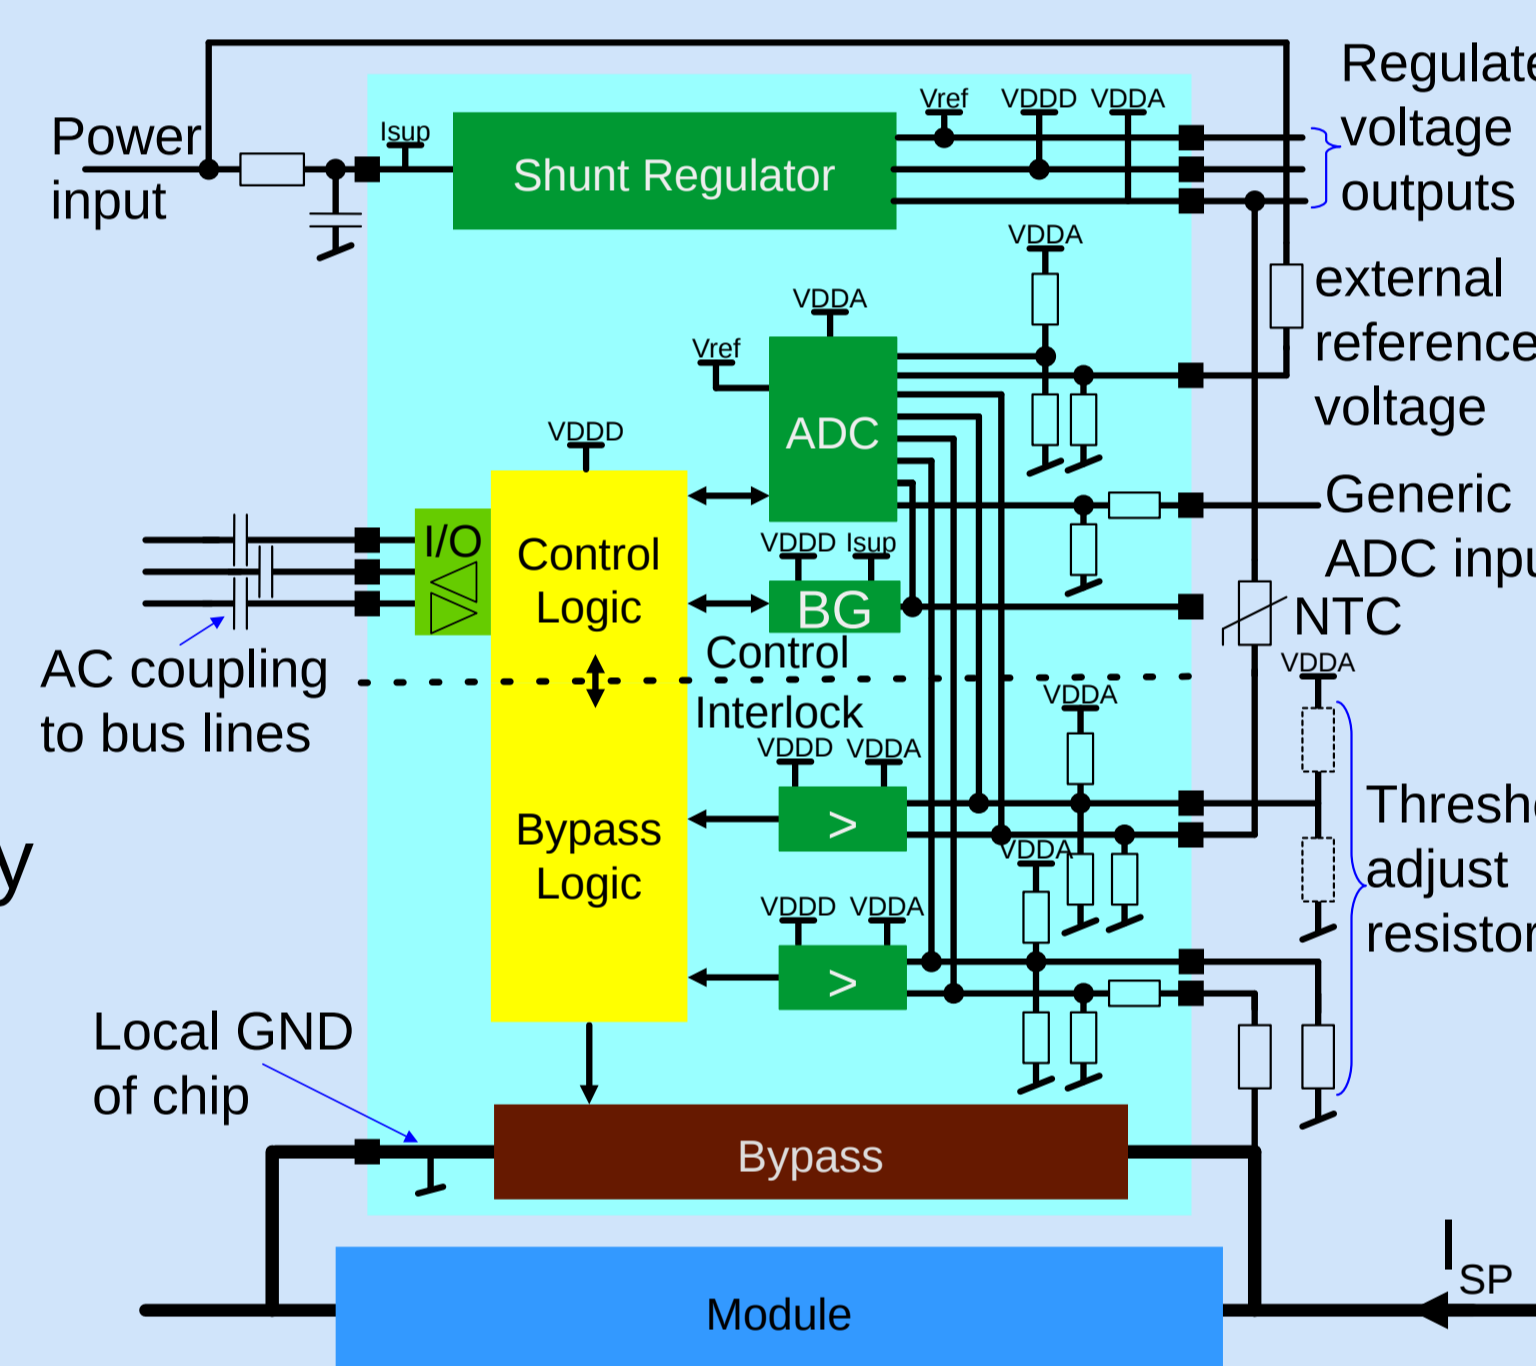 Regulate
Vref VDDD VDDA
Power
Isup
voltage
Shunt Regulator
input
outputs
VDDA
external
VDDA
reference
Vref
voltage
ADC
VDDD
Generic
I/O
VDDD Isup
ADC inpu
Control
Logic
BG
NTC
Control
AC coupling
to bus lines
VDDA
VDDA
Interlock
VDDD VDDA
>
Thresho
Bypass
Logic
VDDA
adjust
y
VDDD VDDA
resistor
>
Local GND
of chip
Bypass
I
SP
Module